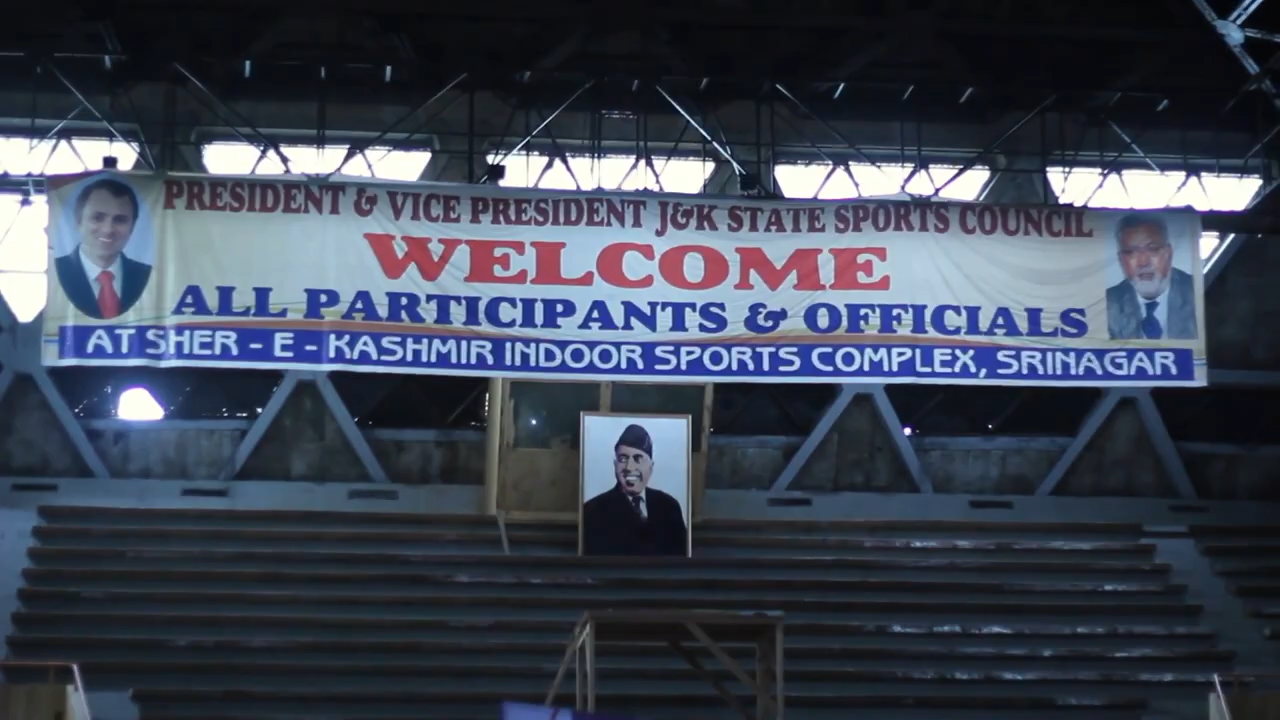 PRESIDENT & VICE PRESIDENT J&K STATE SPORTS COUNCIL
WELCOME
ALL PARTICIPANTS & OFFICIALS
AT SHER - E - KASHMIR INDOOR SPORTS COMPLEX, SRINAGAR